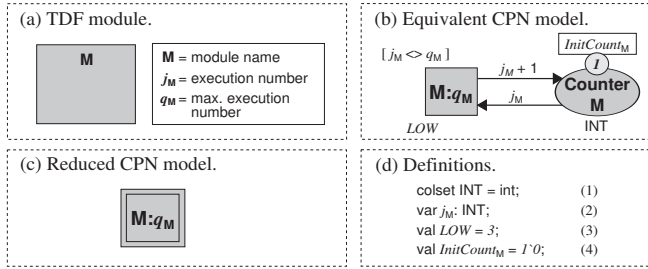 (a) TDF module.
M
M = module name
jM = execution number
qM = max. execution
number
(b) Equivalent CPN model.
InitCountM
[ jM <> qM ]
1
jM + 1
M:qM
Counter
M
jM
LOW
INT
(c) Reduced CPN model.
M:qM
(d) Definitions.
colset INT = int; (1)
var jM: INT; (2)
val LOW = 3; (3)
val InitCountM = 1`0; (4)